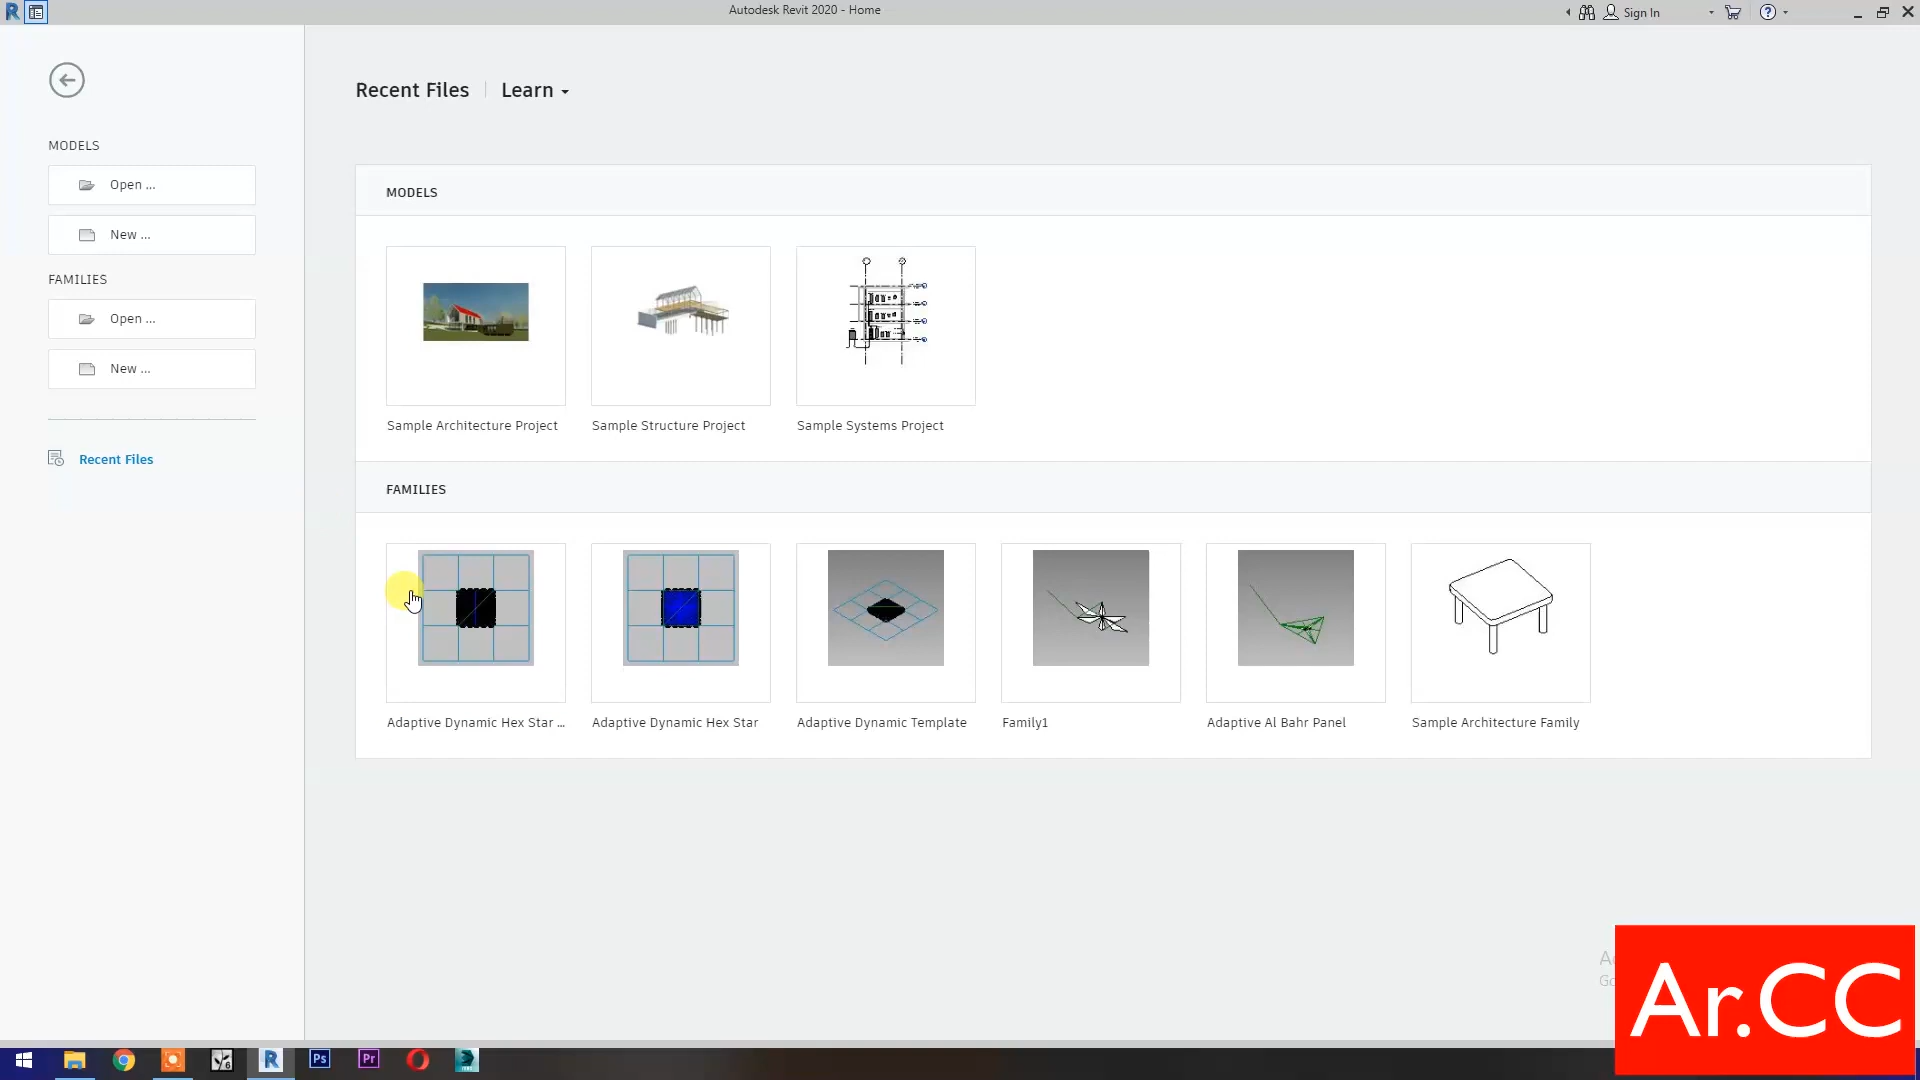 Autodesk Revit 2020 - Home
Sign In
Recent Files
Learn
MODELS
Open ...
New ...
FAMILIES
Open ...
New ...
Recent Files
MODELS
Sample Architecture Project
Sample Structure Project
Sample Systems Project
FAMILIES
Adaptive Dynamic Hex Star ...
Adaptive Dynamic Hex Star
Adaptive Dynamic Template
Family1
Adaptive Al Bahr Panel
Sample Architecture Family
Ar.CC
Ps
Pr